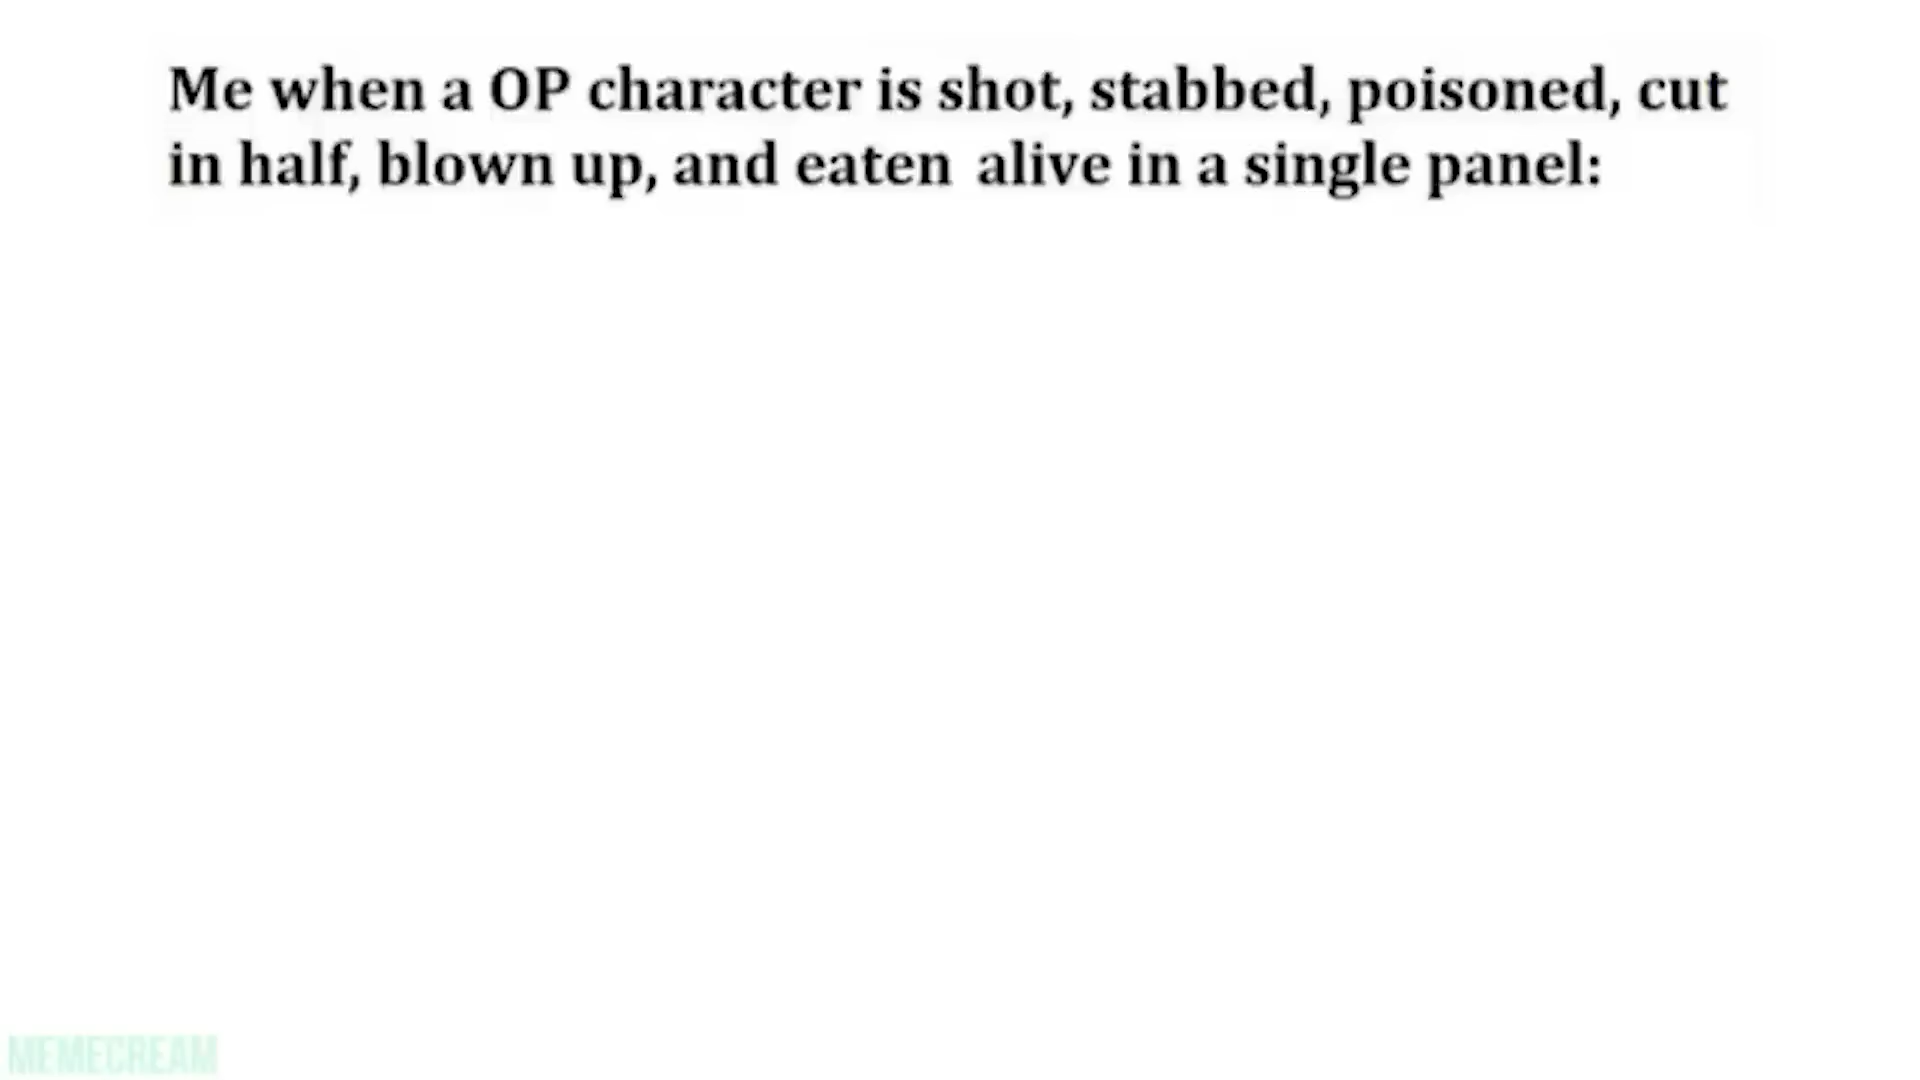 Me when a OP character is shot, stabbed, poisoned, cut
in half, blown up, and eaten alive in a single panel:
MEMECREAM